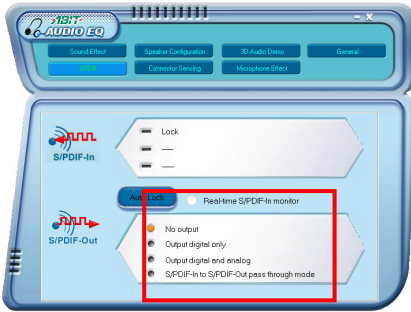 ABIT
AUDIO EQ
Sound Effect
Speaker Configuration
3D Audio Demo
General
S/PDIF
Connector Sensing
Microphone Effect
Lock
—
—
S/PDIF-In
Auto Lock
Real-time S/PDIF-In monitor
S/PDIF-Out
No output
Output digital only
Output digital and analog
S/PDIF-In to S/PDIF-Out pass through mode